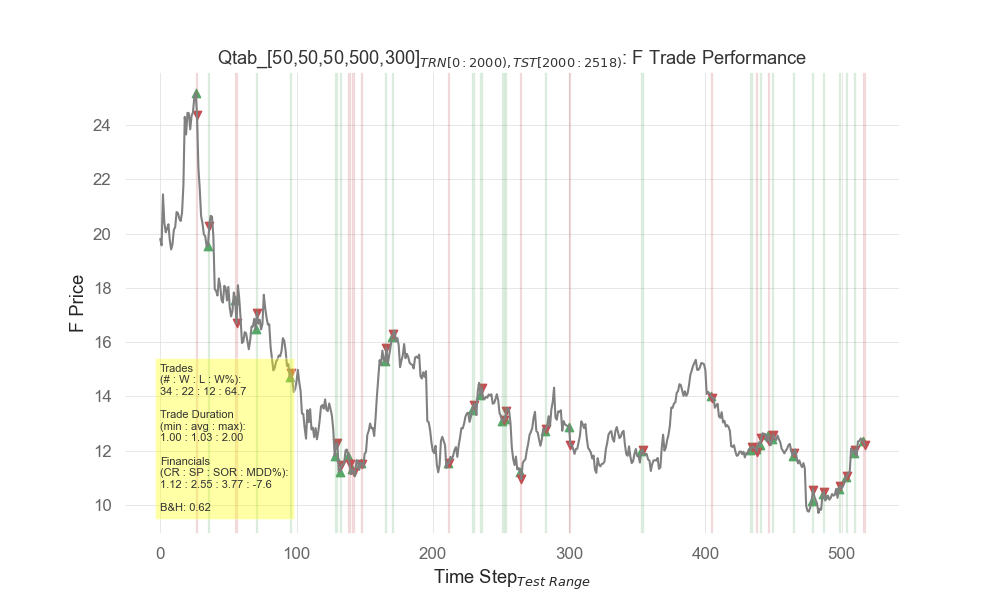 Qtab_[50,50,50,500,300]TRN[0:2000),TST[2000:2518): F Trade Performance
F Price
24
22
20
18
16
14
12
10
Trades
(# : W : L : W%):
34 : 22 : 12 : 64.7
Trade Duration
(min : avg : max):
1.00 : 1.03 : 2.00
Financials
(CR : SP : SOR : MDD%):
1.12 : 2.55 : 3.77 : -7.6
B&H: 0.62
0 100 200 300 400 500
Time StepTest Range